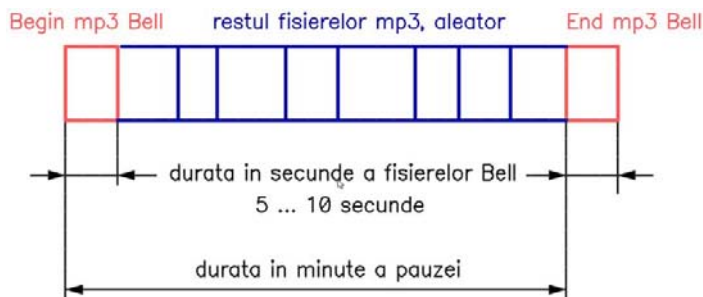 Begin mp3 Bell
restul fisierelor mp3, aleator
End mp3 Bell
durata in secunde a fisierelor Bell
5 ... 10 secunde
durata in minute a pauzei